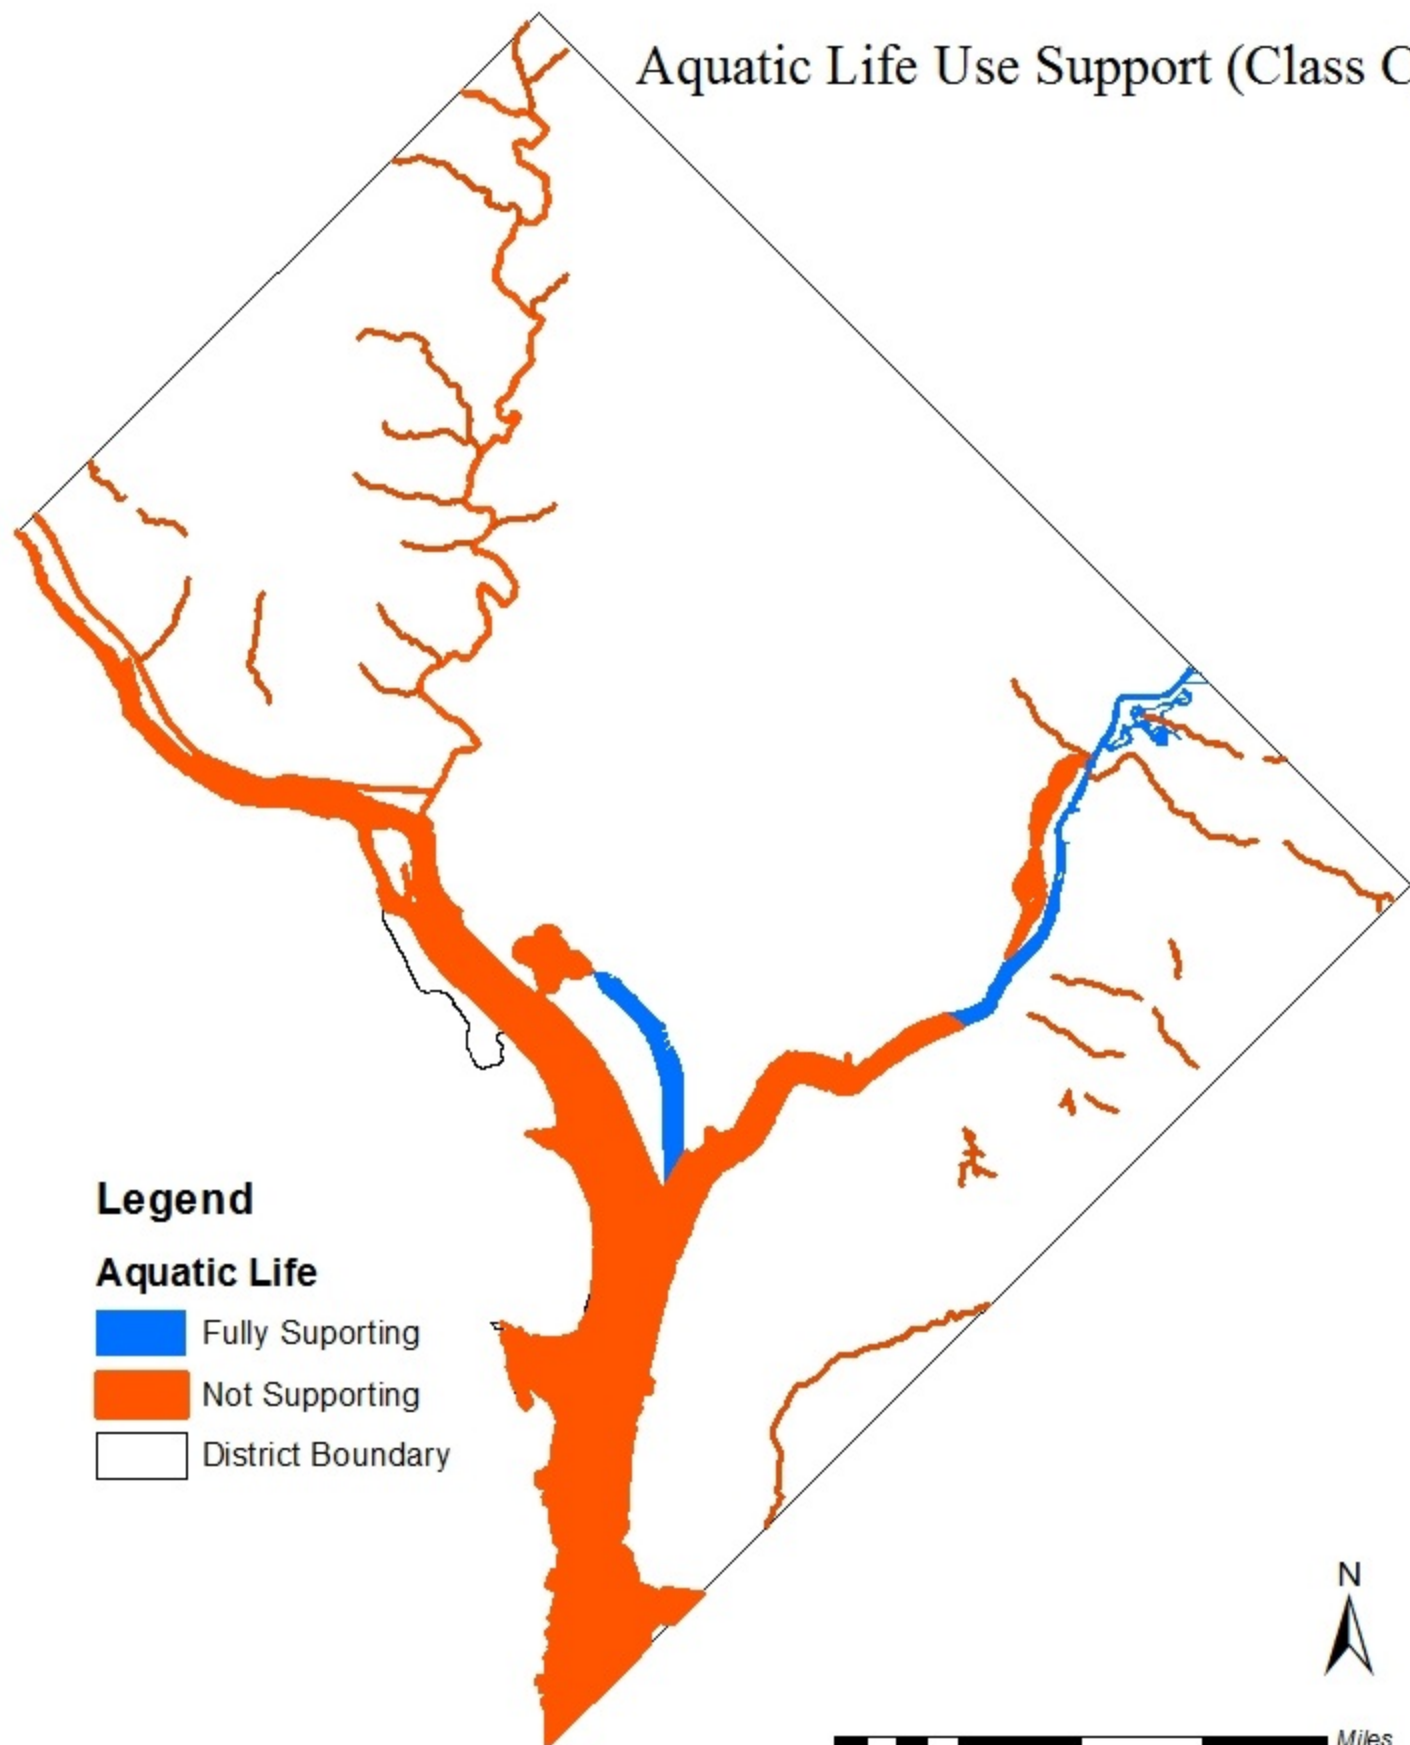 Aquatic Life Use Support (Class C
Legend
Aquatic Life
Fully Suporting
Not Supporting
District Boundary
N
Miles